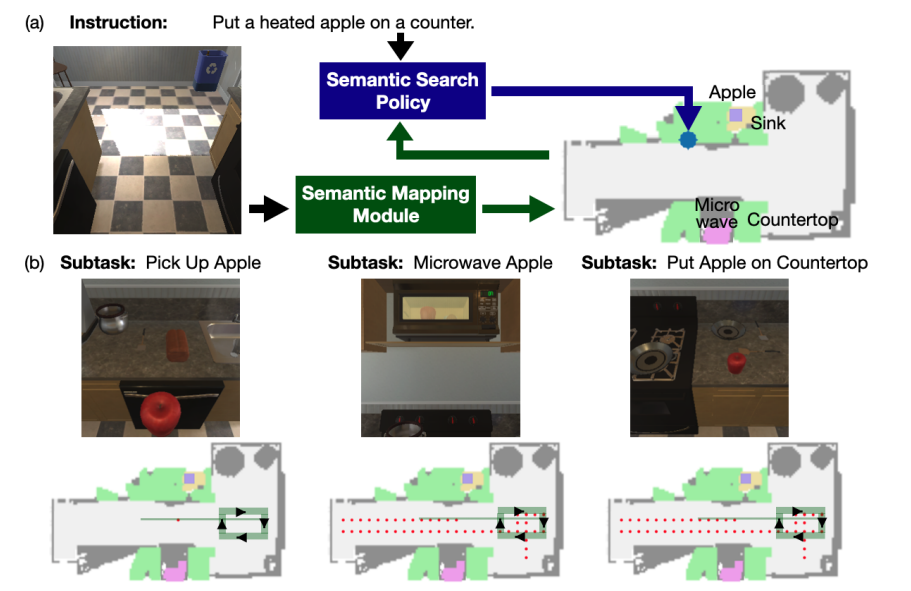 (a) Instruction: Put a heated apple on a counter.
Semantic Search
Policy
Apple
Sink
Semantic Mapping
Module
Micro
wave Countertop
(b) Subtask: Pick Up Apple
Subtask: Microwave Apple
Subtask: Put Apple on Countertop